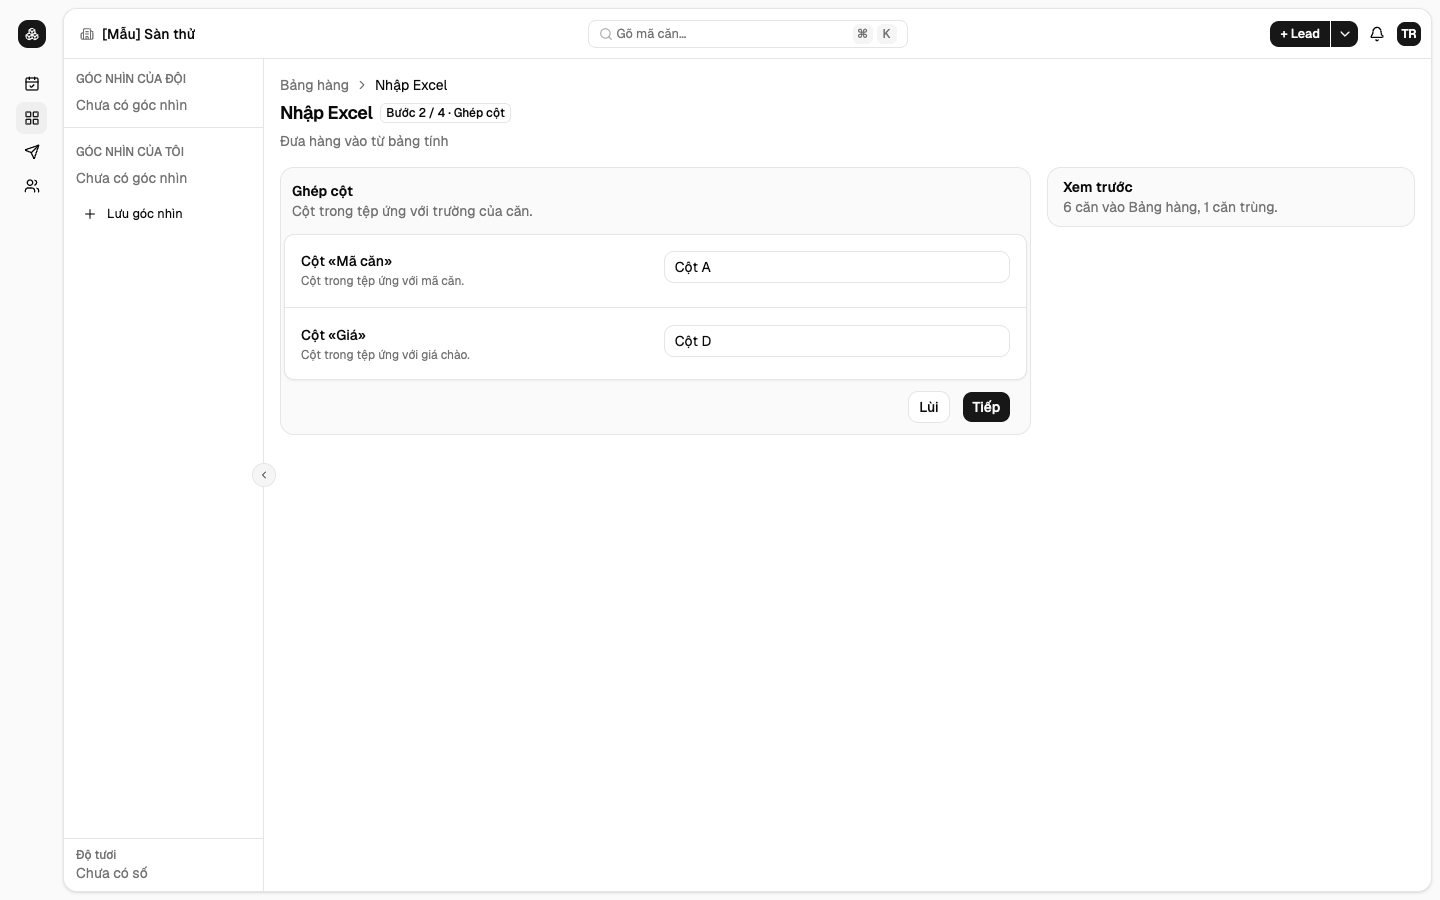 [Mẫu] Sàn thử
Gõ mã căn...
⌘ K
+ Lead
TR
GÓC NHÌN CỦA ĐỘI
Chưa có góc nhìn
GÓC NHÌN CỦA TÔI
Chưa có góc nhìn
Lưu góc nhìn
Độ tươi
Chưa có số
Bảng hàng > Nhập Excel
Nhập Excel
Bước 2 / 4 · Ghép cột
Đưa hàng vào từ bảng tính
Ghép cột
Cột trong tệp ứng với trường của căn.
Cột «Mã căn»
Cột trong tệp ứng với mã căn.
Cột A
Cột «Giá»
Cột trong tệp ứng với giá chào.
Cột D
Lùi
Tiếp
Xem trước
6 căn vào Bảng hàng, 1 căn trùng.